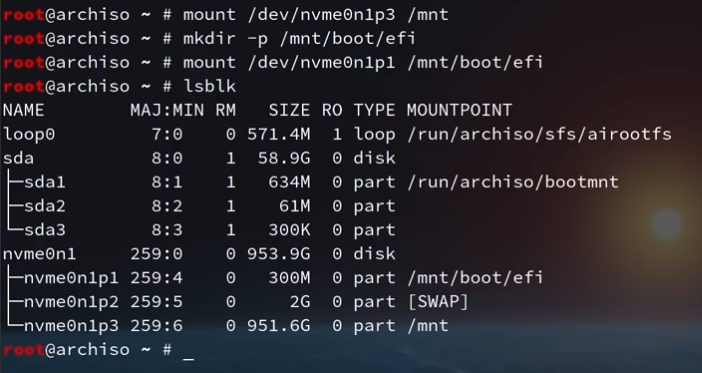 root@archiso ~ # mount /dev/nvme0n1p3 /mnt
root@archiso ~ # mkdir -p /mnt/boot/efi
root@archiso ~ # mount /dev/nvme0n1p1 /mnt/boot/efi
root@archiso ~ # lsblk
NAME        MAJ:MIN RM   SIZE RO TYPE MOUNTPOINT
loop0         7:0    0 571.4M  1 loop /run/archiso/sfs/airootfs
sda           8:0    1  58.9G  0 disk
├─sda1        8:1    1   634M  0 part /run/archiso/bootmnt
├─sda2        8:2    1    61M  0 part
└─sda3        8:3    1   300K  0 part
nvme0n1     259:0    0 953.9G  0 disk
├─nvme0n1p1 259:4    0   300M  0 part /mnt/boot/efi
├─nvme0n1p2 259:5    0     2G  0 part [SWAP]
└─nvme0n1p3 259:6    0 951.6G  0 part /mnt
root@archiso ~ # _